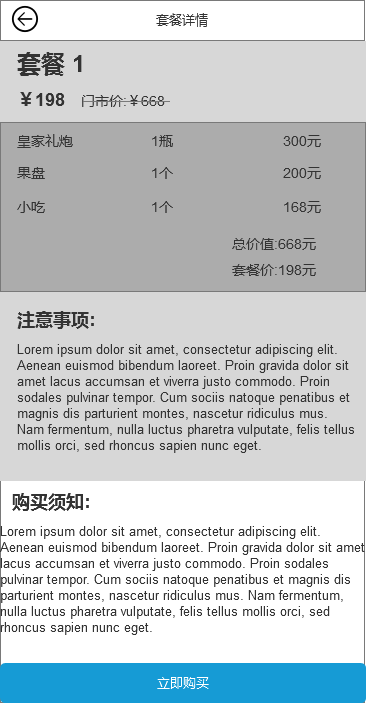 套餐详情
套餐 1
￥198 门市价:￥668
皇家礼炮 1瓶 300元
果盘 1个 200元
小吃 1个 168元
总价值:668元
套餐价:198元
注意事项:
Lorem ipsum dolor sit amet, consectetur adipiscing elit.
Aenean euismod bibendum laoreet. Proin gravida dolor sit
amet lacus accumsan et viverra justo commodo. Proin
sodales pulvinar tempor. Cum sociis natoque penatibus et
magnis dis parturient montes, nascetur ridiculus mus.
Nam fermentum, nulla luctus pharetra vulputate, felis tellus
mollis orci, sed rhoncus sapien nunc eget.
购买须知:
Lorem ipsum dolor sit amet, consectetur adipiscing elit.
Aenean euismod bibendum laoreet. Proin gravida dolor sit amet
lacus accumsan et viverra justo commodo. Proin sodales
pulvinar tempor. Cum sociis natoque penatibus et magnis dis
parturient montes, nascetur ridiculus mus. Nam fermentum,
nulla luctus pharetra vulputate, felis tellus mollis orci, sed
rhoncus sapien nunc eget.
立即购买